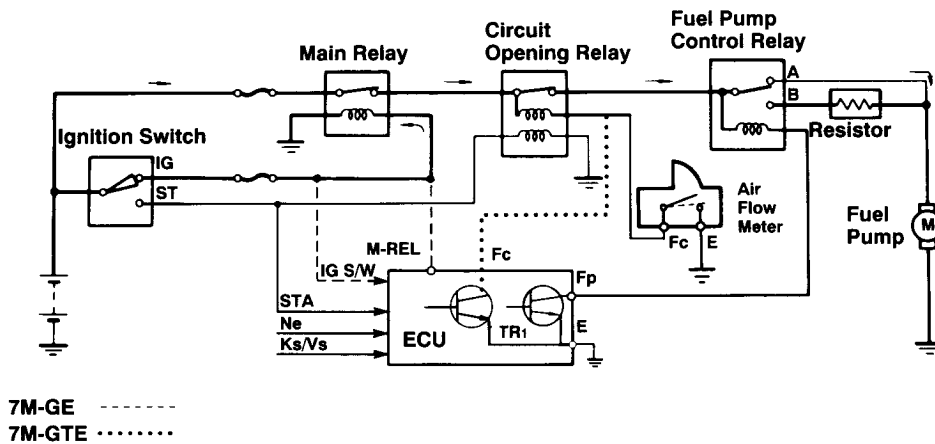 Fuel Pump
Control Relay
Circuit
Opening Relay
Main Relay
A
B
Resistor
Ignition Switch
IG
ST
Air
Flow
Meter
Fc E
Fuel
Pump
M
M-REL
Fc
IG S/W
Fp
STA
Ne
ECU
TR1
E
Ks/Vs
7M-GE
7M-GTE